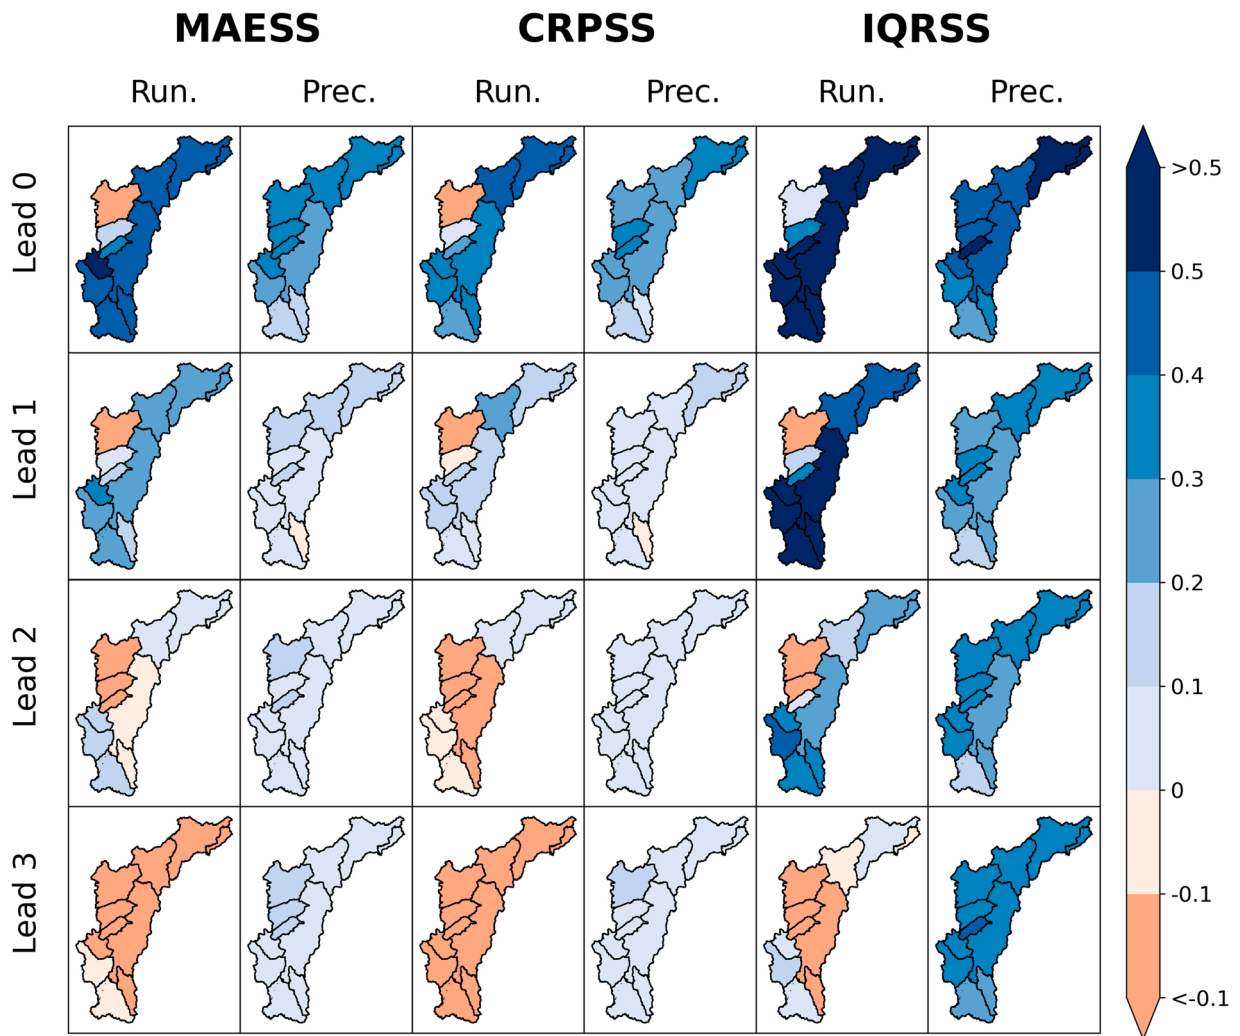 MAESS CRPSS IQRSS
Run. Prec. Run. Prec. Run. Prec.
Lead 0
Lead 1
Lead 2
Lead 3
>0.5
0.5
0.4
0.3
0.2
0.1
0
-0.1
<-0.1